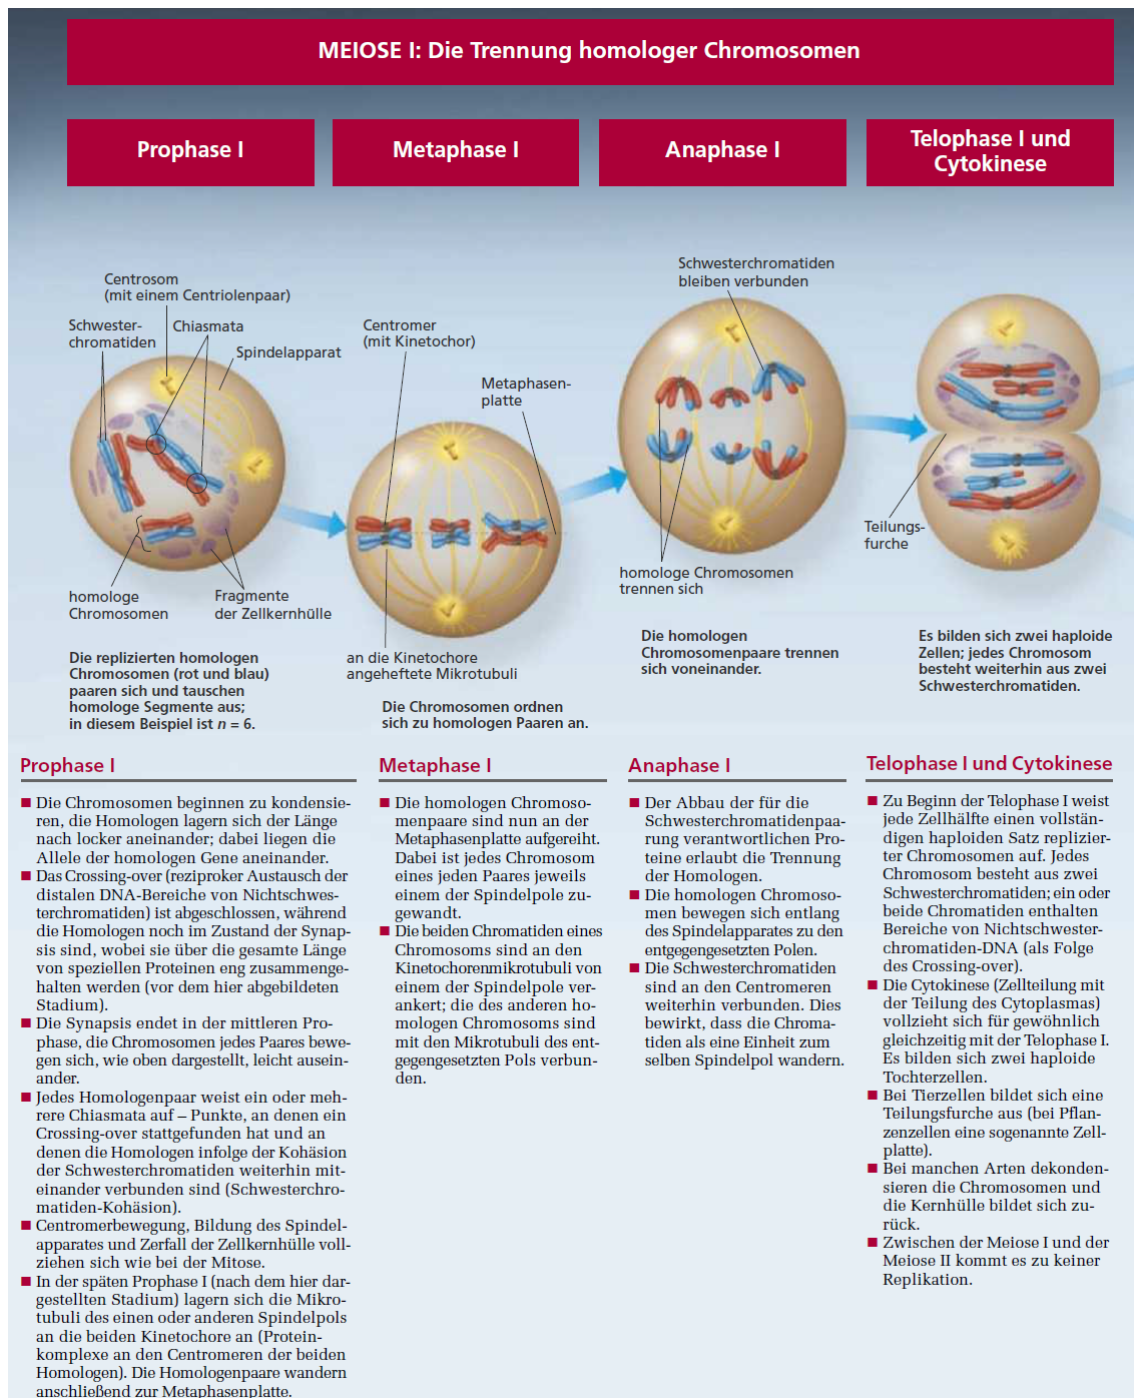 MEIOSE I: Die Trennung homologer Chromosomen
Prophase I
Metaphase I
Anaphase I
Telophase I und
Cytokinese
Centrosom
(mit einem Centriolenpaar)
Schwester-
chromatiden
Chiasmata
Spindelapparat
homologe
Chromosomen
Fragmente
der Zellkernhülle
Die replizierten homologen
Chromosomen (rot und blau)
paaren sich und tauschen
homologe Segmente aus;
in diesem Beispiel ist n = 6.
Centromer
(mit Kinetochor)
Metaphasen-
platte
an die Kinetochore
angeheftete Mikrotubuli
Die Chromosomen ordnen
sich zu homologen Paaren an.
Schwesterchromatiden
bleiben verbunden
homologe Chromosomen
trennen sich
Die homologen
Chromosomenpaare trennen
sich voneinander.
Teilungs-
furche
Es bilden sich zwei haploide
Zellen; jedes Chromosom
besteht weiterhin aus zwei
Schwesterchromatiden.
Prophase I
Die Chromosomen beginnen zu kondensie-
ren, die Homologen lagern sich der Länge
nach locker aneinander; dabei liegen die
Allele der homologen Gene aneinander.
Das Crossing-over (reziproker Austausch der
distalen DNA-Bereiche von Nichtschwes-
terchromatiden) ist abgeschlossen, während
die Homologen noch im Zustand der Synap-
sis sind, wobei sie über die gesamte Länge
von speziellen Proteinen eng zusammenge-
halten werden (vor dem hier abgebildeten
Stadium).
Die Synapsis endet in der mittleren Pro-
phase, die Chromosomen jedes Paares bewe-
gen sich, wie oben dargestellt, leicht ausein-
ander.
Jedes Homologenpaar weist ein oder meh-
rere Chiasmata auf – Punkte, an denen ein
Crossing-over stattgefunden hat und an
denen die Homologen infolge der Kohäsion
der Schwesterchromatiden weiterhin mit-
einander verbunden sind (Schwesterchro-
matiden-Kohäsion).
Centromerbewegung, Bildung des Spindel-
apparates und Zerfall der Zellkernhülle voll-
ziehen sich wie bei der Mitose.
In der späten Prophase I (nach dem hier dar-
gestellten Stadium) lagern sich die Mikro-
tubuli des einen oder anderen Spindelpols
an die beiden Kinetochore an (Protein-
komplexe an den Centromeren der beiden
Homologen). Die Homologenpaare wandern
anschließend zur Metaphasenplatte.
Metaphase I
Die homologen Chromoso-
menpaare sind nun an der
Metaphasenplatte aufgereiht.
Dabei ist jedes Chromosom
eines jeden Paares jeweils
einem der Spindelpole zu-
gewandt.
Die beiden Chromatiden eines
Chromosoms sind an den
Kinetochorenmikrotubuli von
einem der Spindelpole ver-
ankert; die des anderen ho-
mologen Chromosoms sind
mit den Mikrotubuli des ent-
gegengesetzten Pols verbun-
den.
Anaphase I
Der Abbau der für die
Schwesterchromatidenpaa-
rung verantwortlichen Pro-
teine erlaubt die Trennung
der Homologen.
Die homologen Chromoso-
men bewegen sich entlang
des Spindelapparates zu den
entgegengesetzten Polen.
Die Schwesterchromatiden
sind an den Centromeren
weiterhin verbunden. Dies
bewirkt, dass die Chroma-
tiden als eine Einheit zum
selben Spindelpol wandern.
Telophase I und Cytokinese
Zu Beginn der Telophase I weist
jede Zellhälfte einen vollstän-
digen haploiden Satz replizier-
ter Chromosomen auf. Jedes
Chromosom besteht aus zwei
Schwesterchromatiden; ein oder
beide Chromatiden enthalten
Bereiche von Nichtschwester-
chromatiden-DNA (als Folge
des Crossing-over).
Die Cytokinese (Zellteilung mit
der Teilung des Cytoplasmas)
vollzieht sich für gewöhnlich
gleichzeitig mit der Telophase I.
Es bilden sich zwei haploide
Tochterzellen.
Bei Tierzellen bildet sich eine
Teilungsfurche aus (bei Pflan-
zenzellen eine sogenannte Zell-
platte).
Bei manchen Arten dekonden-
sieren die Chromosomen und
die Kernhülle bildet sich zu-
rück.
Zwischen der Meiose I und der
Meiose II kommt es zu keiner
Replikation.